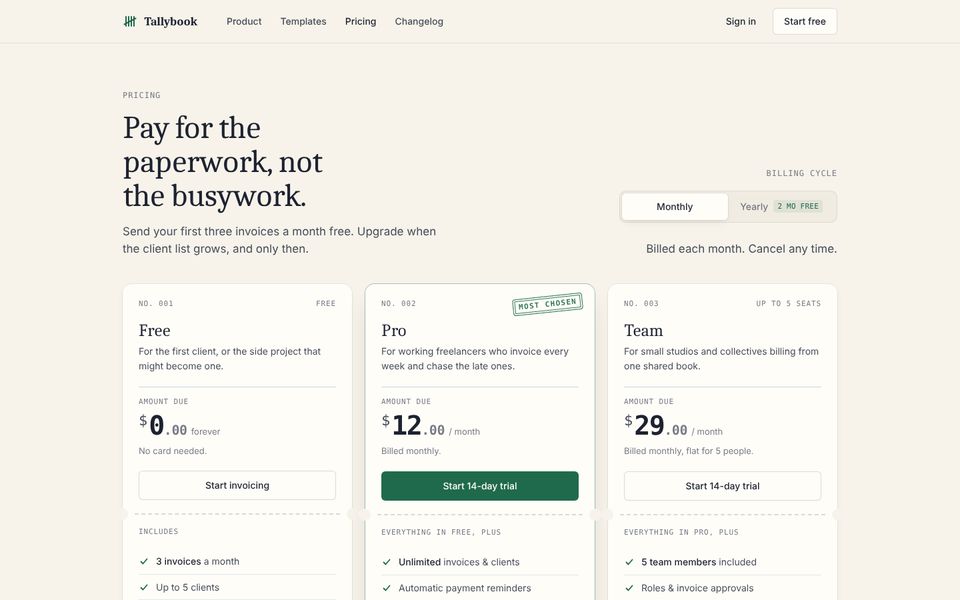 Tallybook
Product
Templates
Pricing
Changelog
Sign in
Start free
PRICING
Pay for the
paperwork, not
the busywork.
Send your first three invoices a month free. Upgrade when
the client list grows, and only then.
BILLING CYCLE
Monthly
Yearly 2 MO FREE
Billed each month. Cancel any time.
NO. 001
FREE
Free
For the first client, or the side project that
might become one.
AMOUNT DUE
$0.00 forever
No card needed.
Start invoicing
INCLUDES
3 invoices a month
Up to 5 clients
NO. 002
MOST CHOSEN
Pro
For working freelancers who invoice every
week and chase the late ones.
AMOUNT DUE
$12.00 / month
Billed monthly.
Start 14-day trial
EVERYTHING IN FREE, PLUS
Unlimited invoices & clients
Automatic payment reminders
NO. 003
UP TO 5 SEATS
Team
For small studios and collectives billing from
one shared book.
AMOUNT DUE
$29.00 / month
Billed monthly, flat for 5 people.
Start 14-day trial
EVERYTHING IN PRO, PLUS
5 team members included
Roles & invoice approvals